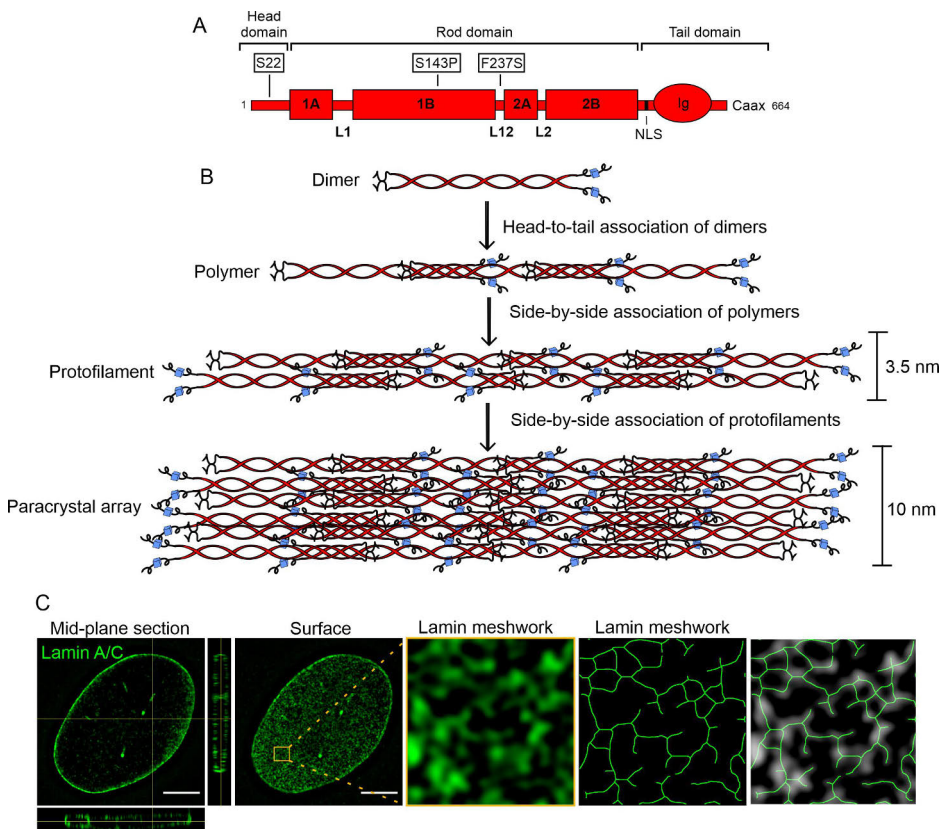 A
Head
domain
Rod domain
Tail domain
S22
S143P
F237S
1
1A
1B
2A
2B
Ig
Caax 664
L1
L12
L2
NLS
B
Dimer
Head-to-tail association of dimers
Polymer
Side-by-side association of polymers
Protofilament
3.5 nm
Side-by-side association of protofilaments
Paracrystal array
10 nm
C
Mid-plane section
Surface
Lamin meshwork
Lamin meshwork
Lamin A/C